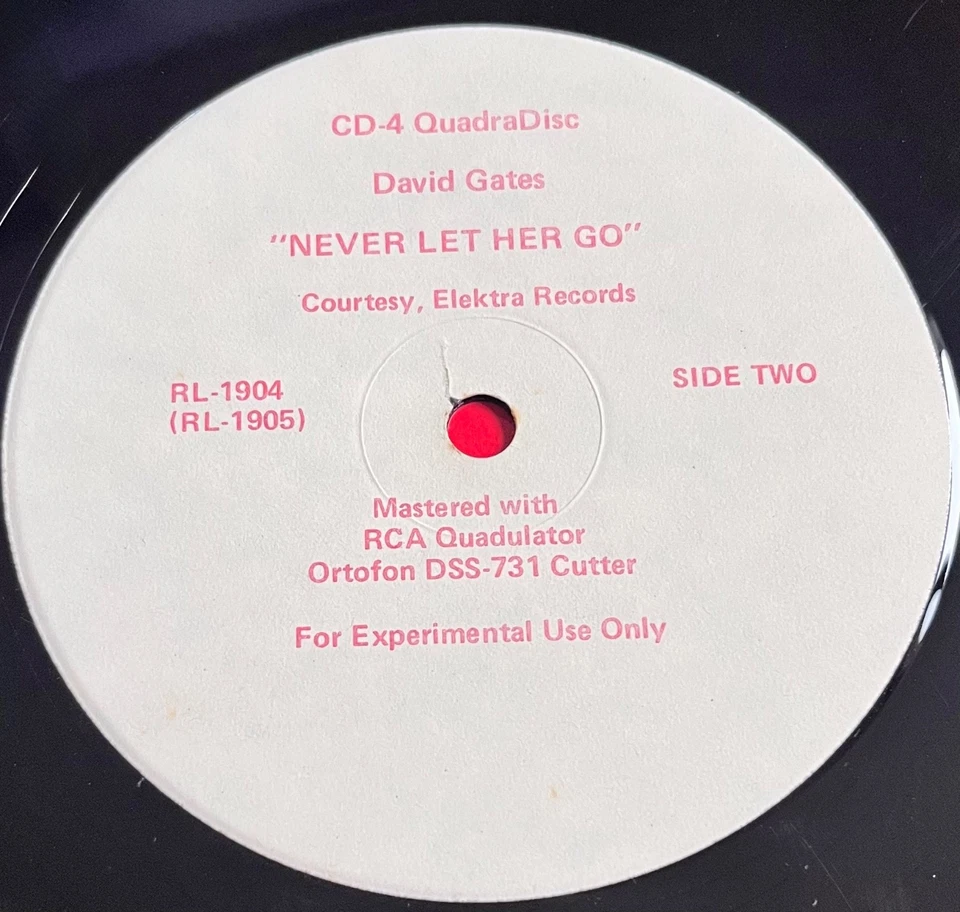 CD-4 QuadraDisc
David Gates
"NEVER LET HER GO"
Courtesy, Elektra Records
RL-1904
(RL-1905)
SIDE TWO
Mastered with
RCA Quadulator
Ortofon DSS-731 Cutter
For Experimental Use Only